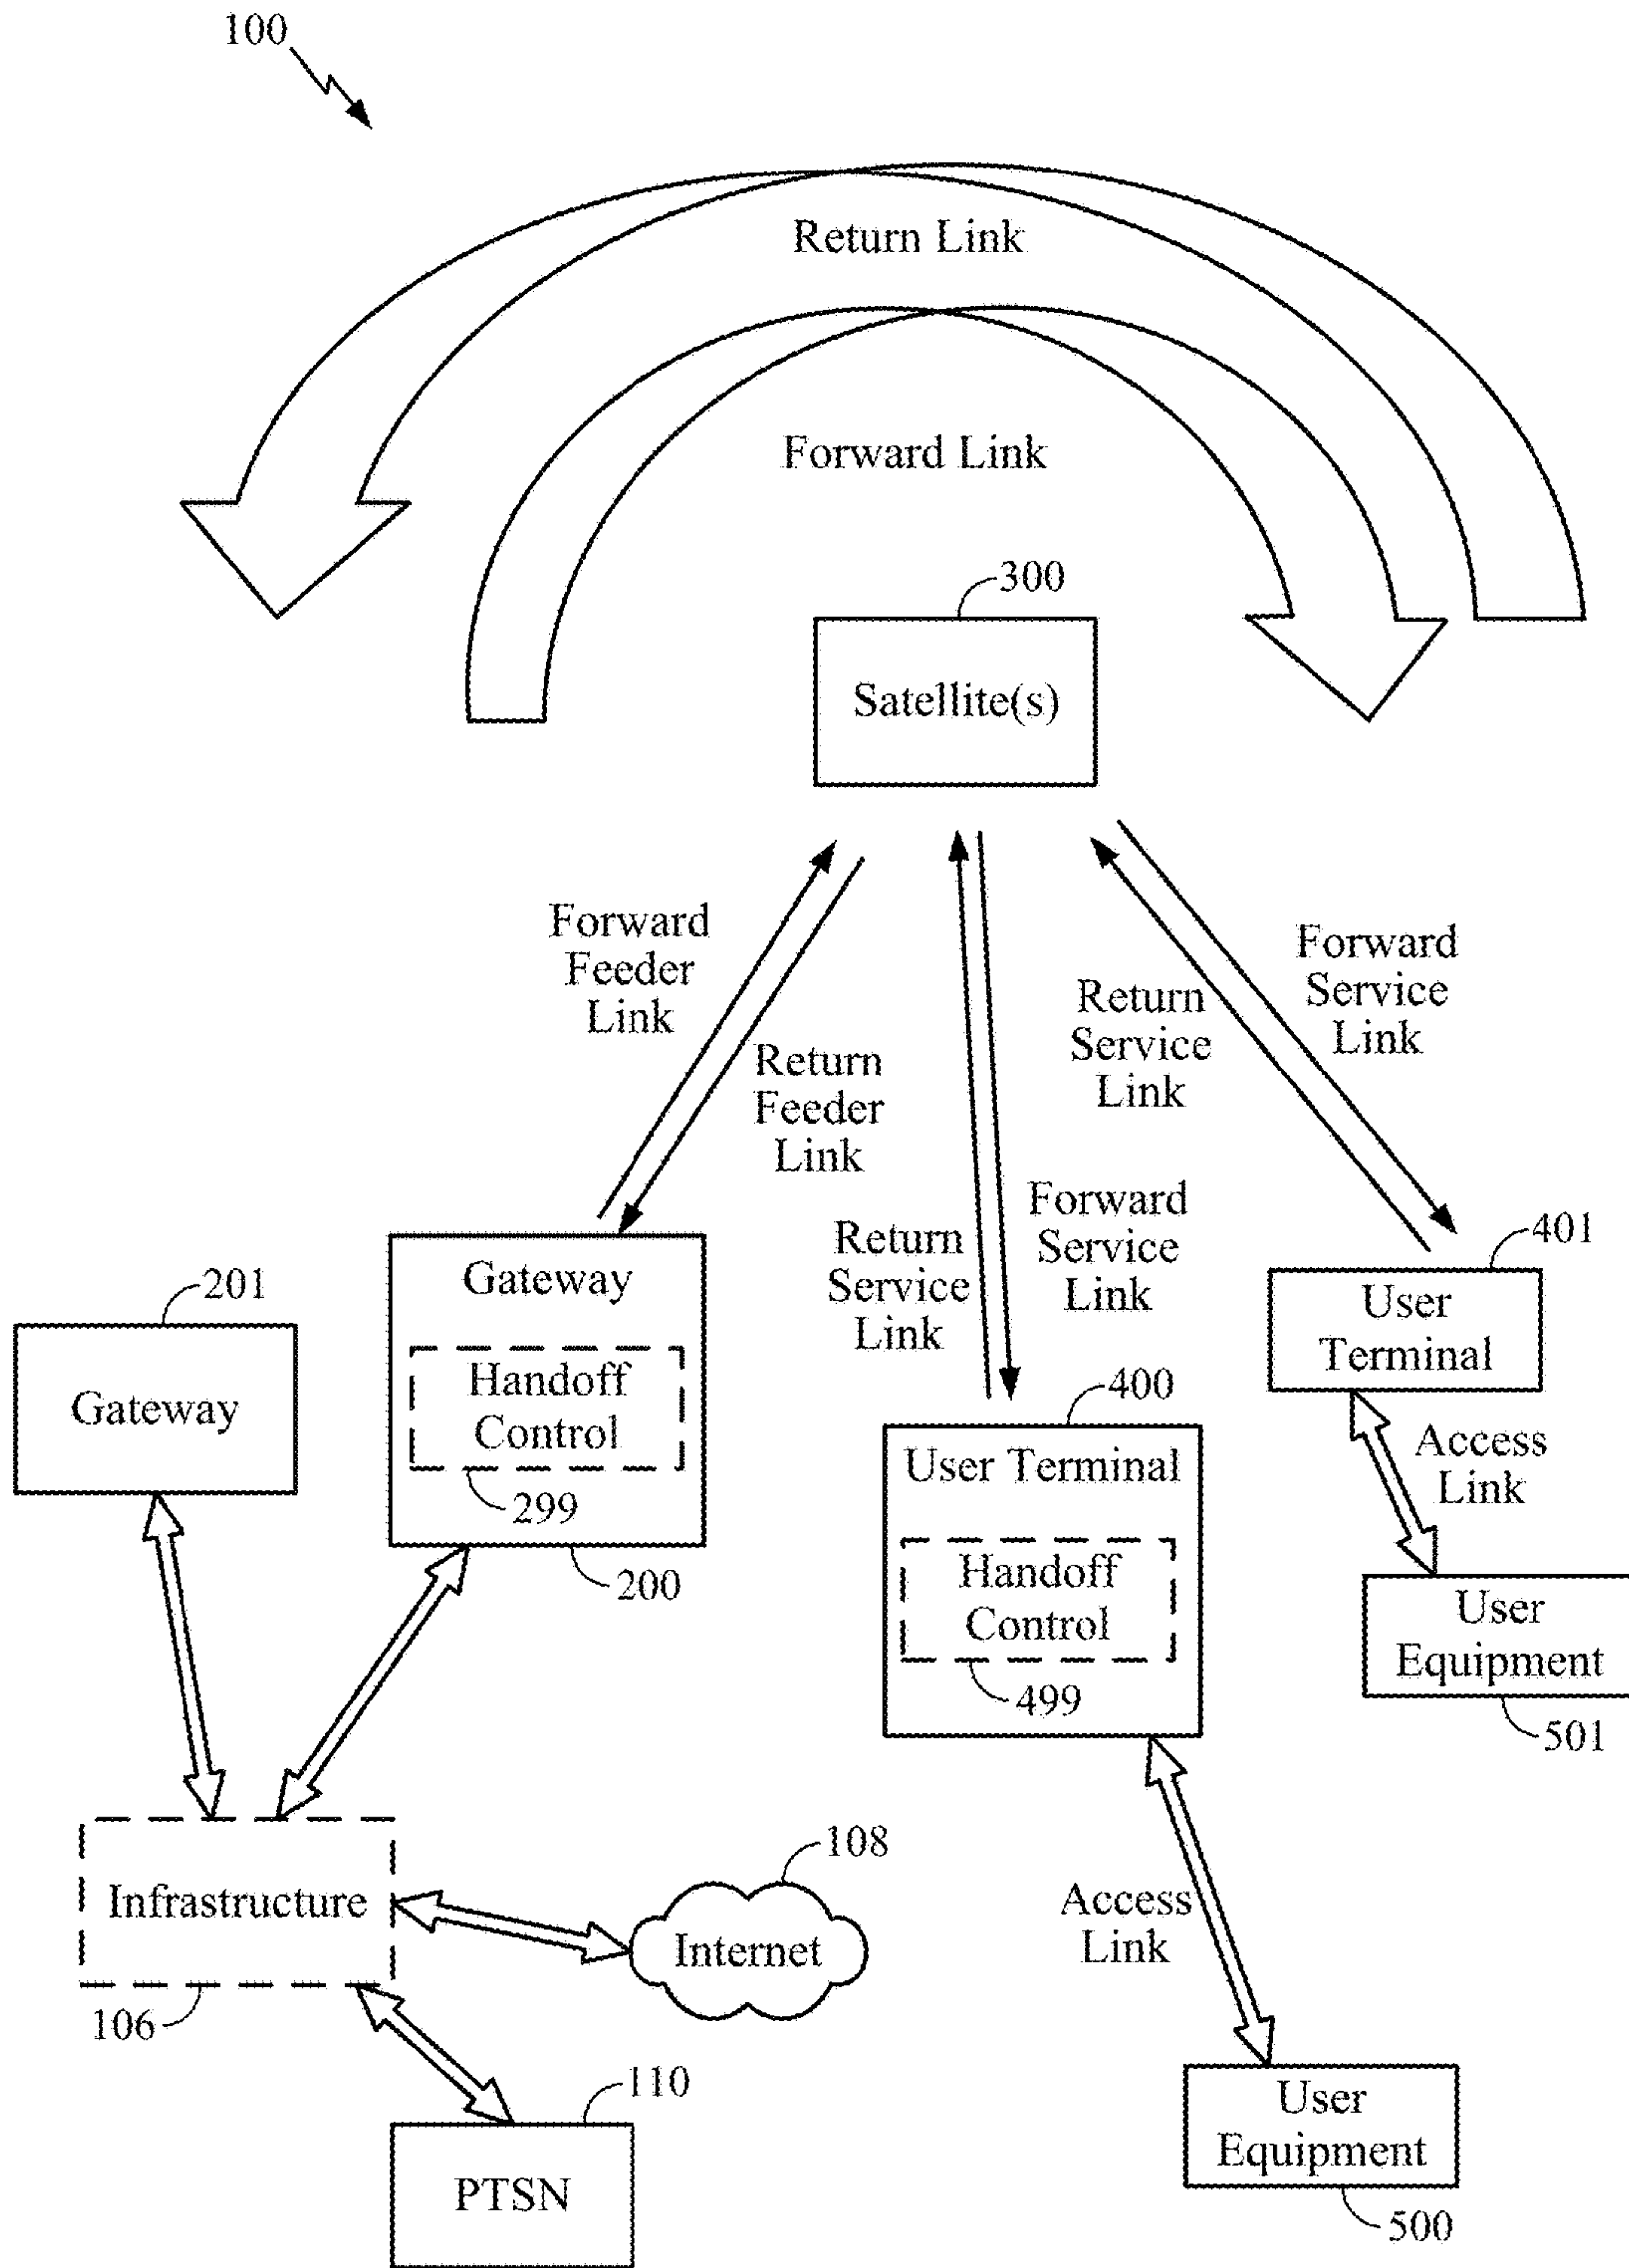 100
Return Link
Forward Link
300
Satellite(s)
Forward
Feeder
Link
Return
Feeder
Link
Return
Service
Link
Forward
Service
Link
Return
Service
Link
Forward
Service
Link
201
Gateway
Gateway
Handoff
Control
299
200
400
User Terminal
Handoff
Control
499
401
User
Terminal
Access
Link
User
Equipment
501
Infrastructure
106
108
Internet
110
PTSN
Access
Link
User
Equipment
500